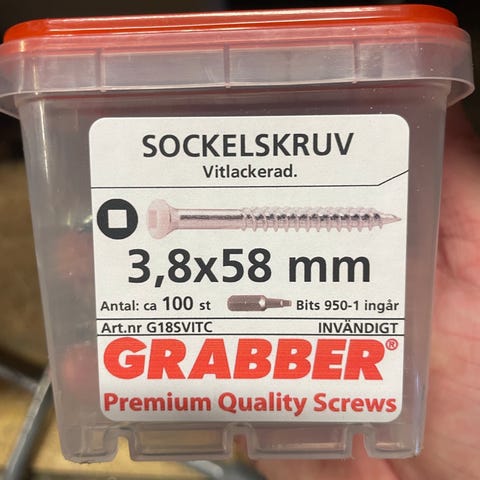 SOCKELSKRUV
Vitlackerad.
3,8x58 mm
Antal: ca 100 st Bits 950-1 ingår
Art.nr G18SVITC INVÄNDIGT
GRABBER®
Premium Quality Screws